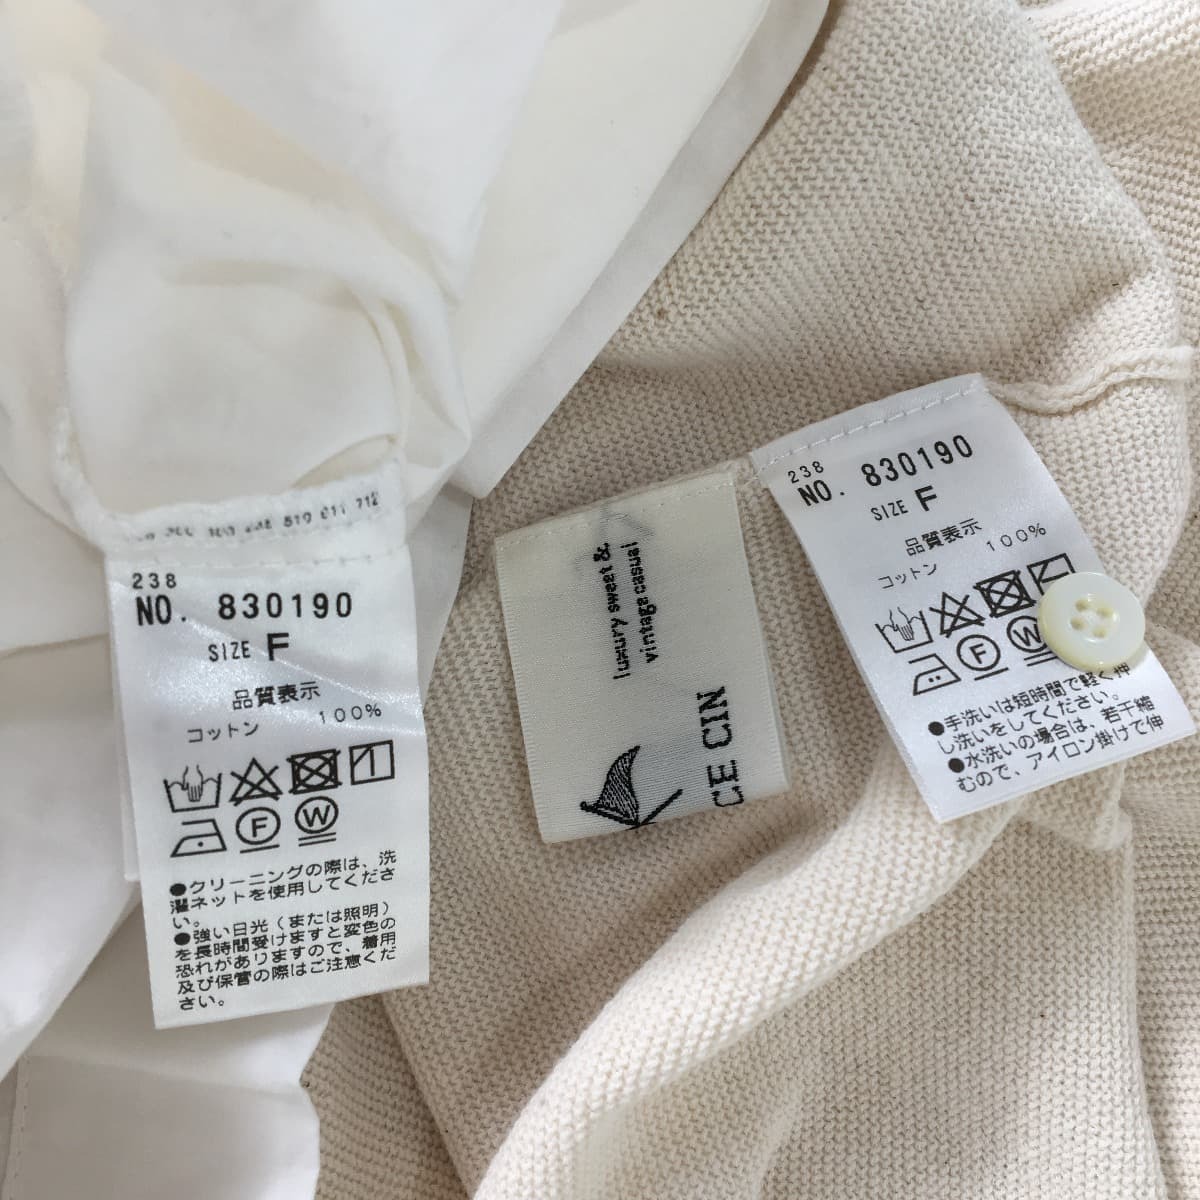 238
NO. 830190
SIZE F
品質表示
コットン 100%
F
W
●クリーニングの際は、洗
濯ネットを使用してくださ
い。
●強い日光(または照明)
を長時間受けますと変色の
恐れがありますので、着用
及び保管の際はご注意くだ
さい。
luxury sweet &
vintage casual
CE CIN
238
NO. 830190
SIZE F
品質表示
コットン 100%
F
W
●手洗いは短時間で軽く押
し洗いをしてください。
●水洗いの場合は、若干縮
むので、アイロン掛けで伸